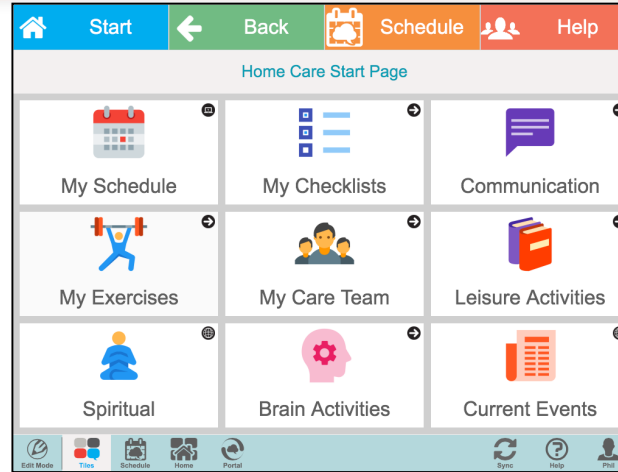 Start Back Schedule Help
Home Care Start Page
My Schedule My Checklists Communication
My Exercises My Care Team Leisure Activities
Spiritual Brain Activities Current Events
Edit Mode Tiles Schedule Home Portal Sync Help Phil